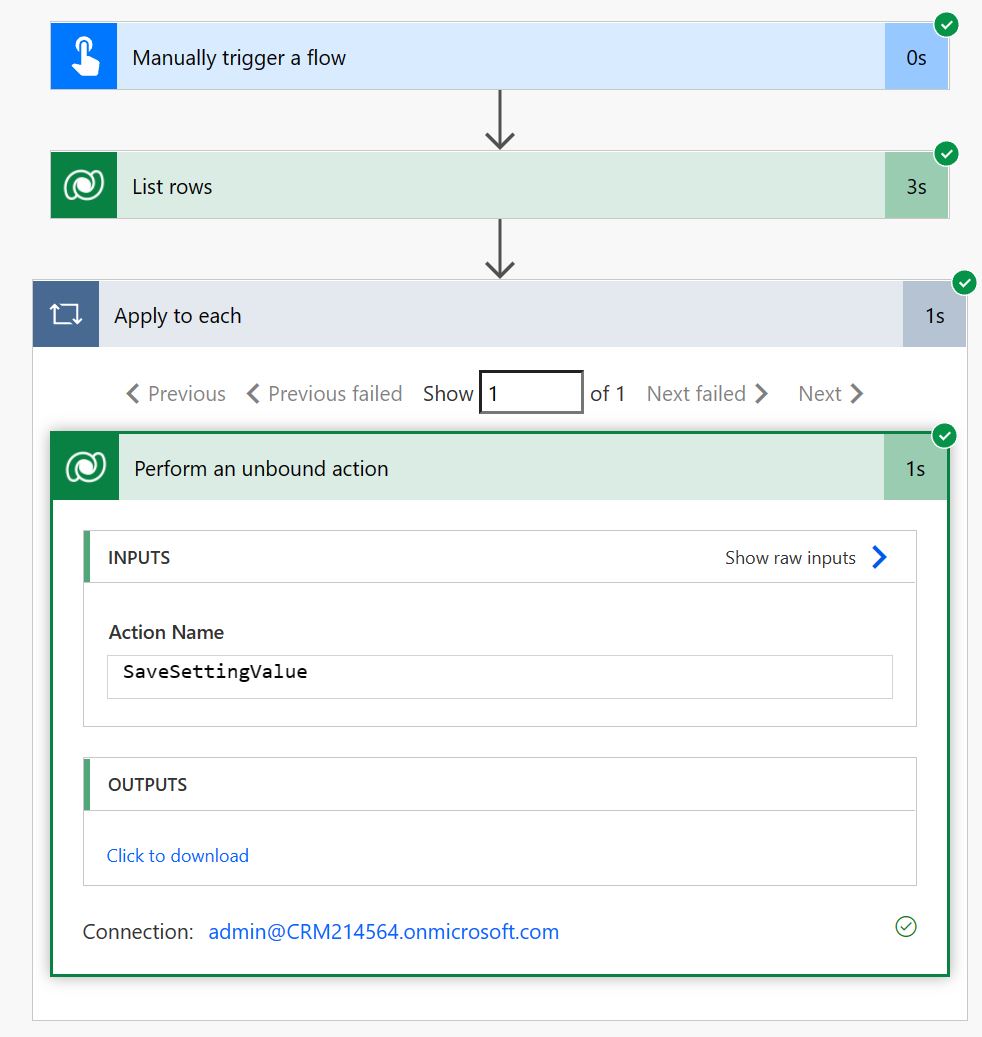 Manually trigger a flow 0s
List rows 3s
Apply to each 1s
Previous Previous failed Show 1 of 1 Next failed Next
Perform an unbound action 1s
INPUTS Show raw inputs
Action Name
SaveSettingValue
OUTPUTS
Click to download
Connection: admin@CRM214564.onmicrosoft.com